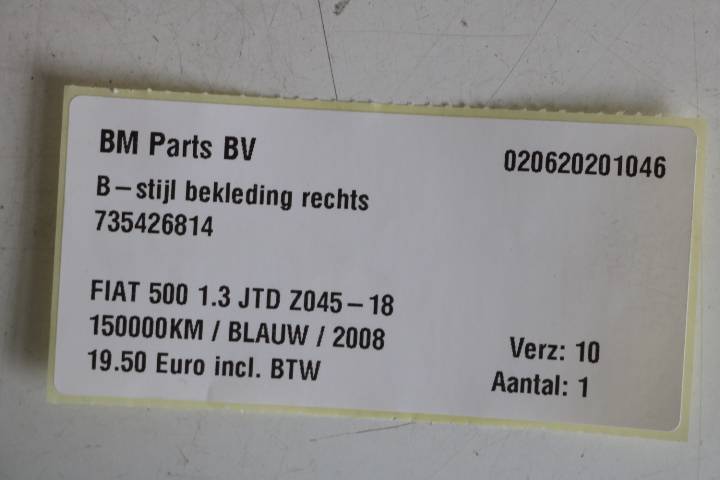 BM Parts BV
020620201046
B-stijl bekleding rechts
735426814
FIAT 500 1.3 JTD Z045-18
150000KM / BLAUW / 2008
Verz: 10
19.50 Euro incl. BTW
Aantal: 1